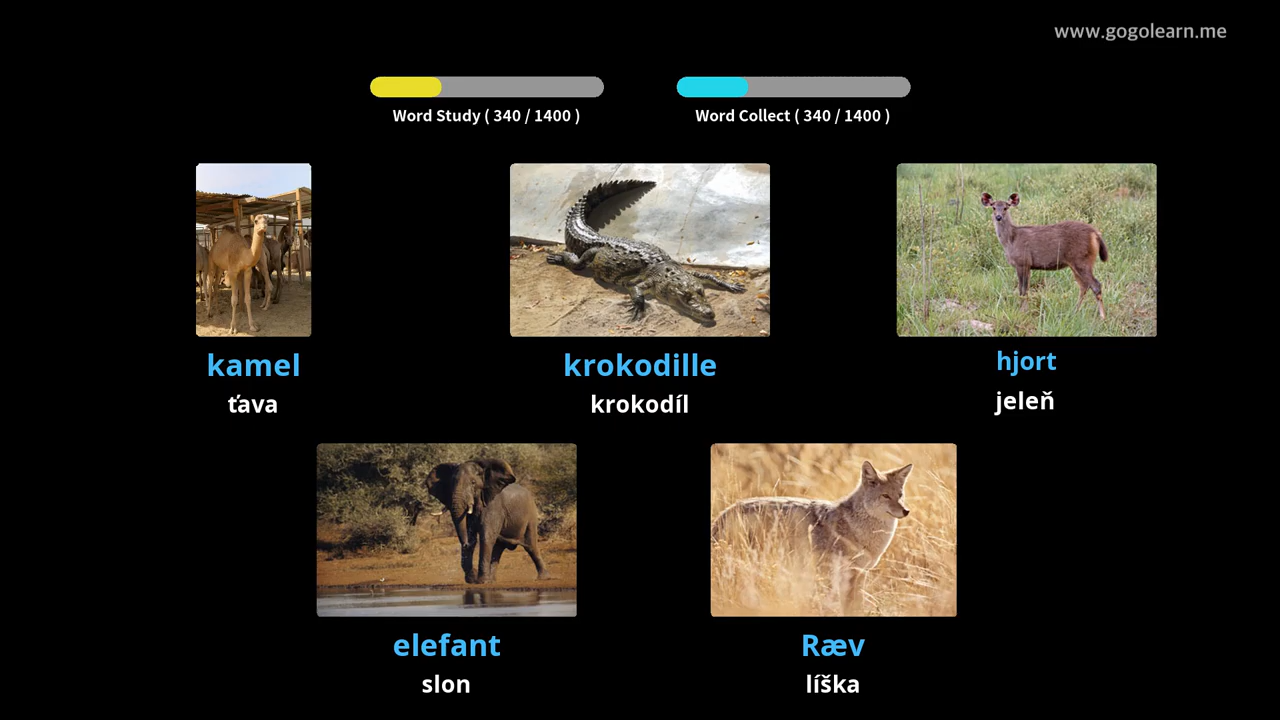 www.gogolearn.me
Word Study ( 340 / 1400 )
Word Collect ( 340 / 1400 )
kamel
ťava
krokodille
krokodíl
hjort
jeleň
elefant
slon
Ræv
líška